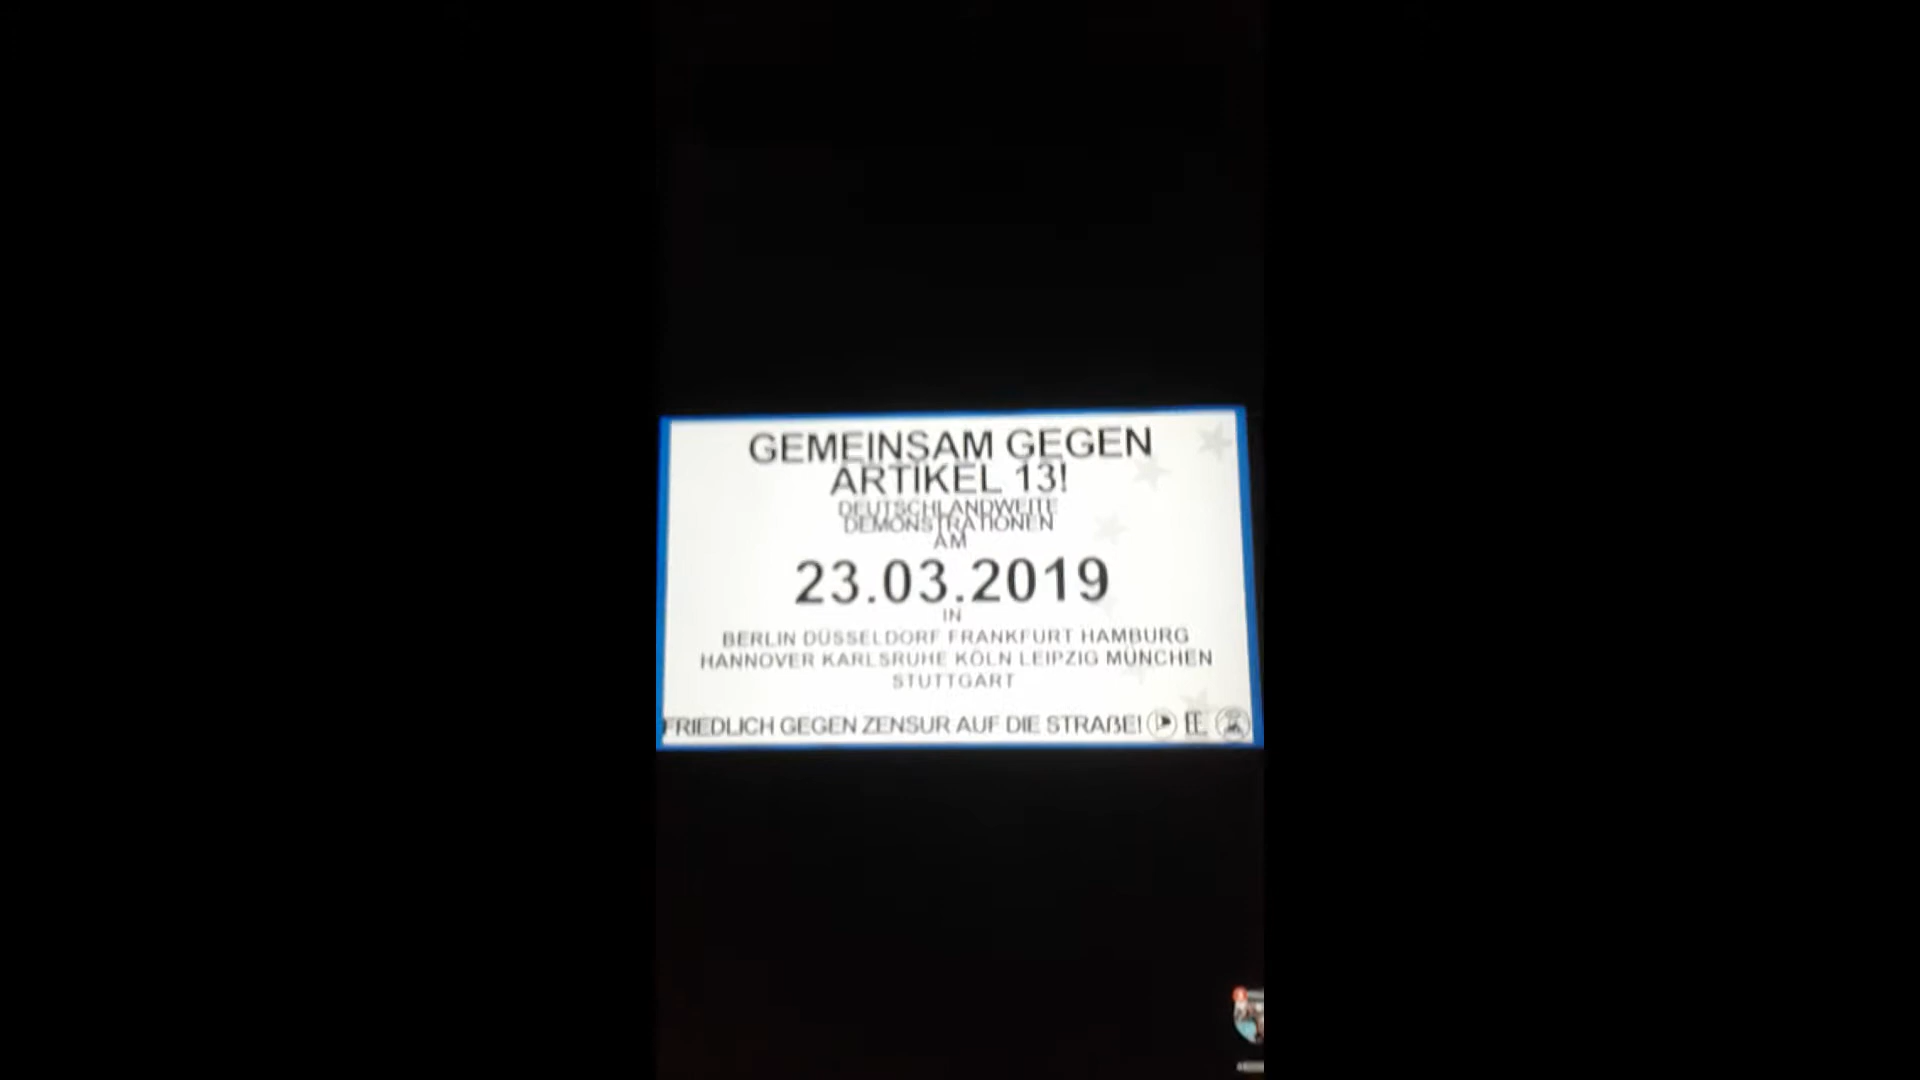 GEMEINSAM GEGEN
ARTIKEL 13!
DEUTSCHLANDWEITE
DEMONSTRATIONEN
AM
23.03.2019
IN
BERLIN DÜSSELDORF FRANKFURT HAMBURG
HANNOVER KARLSRUHE KÖLN LEIPZIG MÜNCHEN
STUTTGART
FRIEDLICH GEGEN ZENSUR AUF DIE STRAßE!